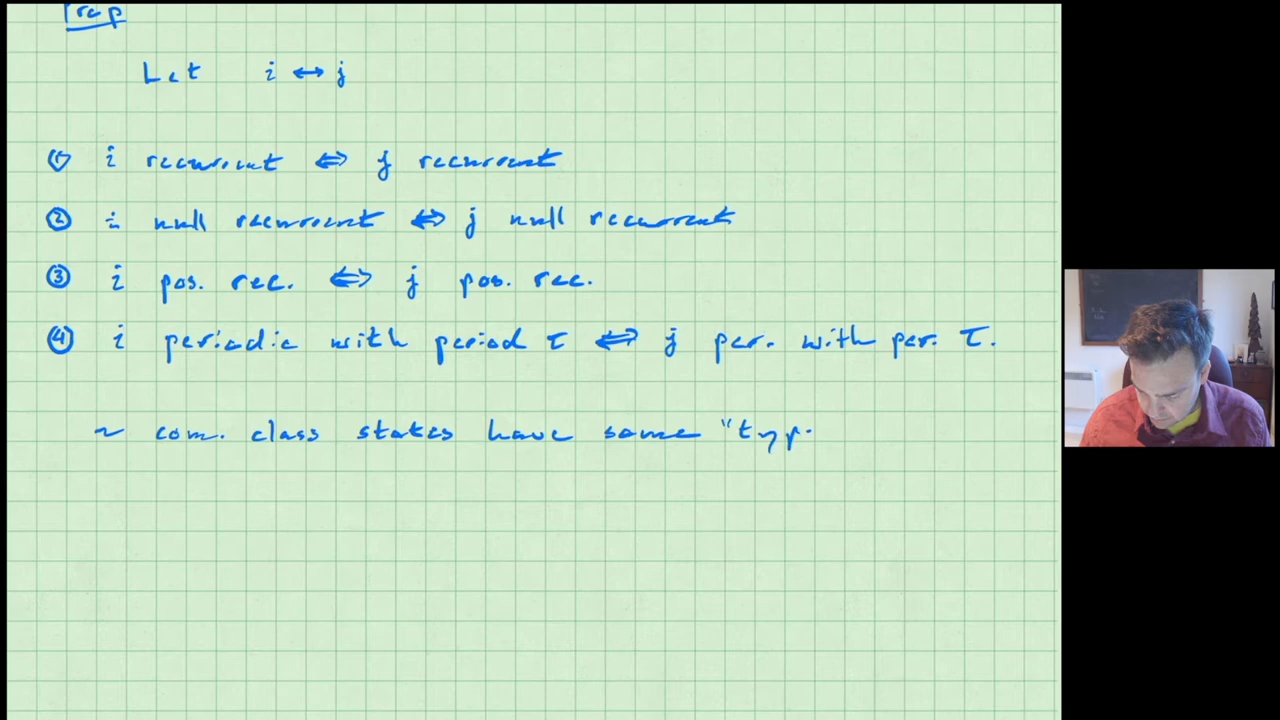 Prop
Let i ↔ j
① i recurrent ⇔ j recurrent
② i null recurrent ⇔ j null recurrent
③ i pos. rec. ⇔ j pos. rec.
④ i periodic with period τ ⇔ j per. with per. τ.
~ com. class states have same "typ.